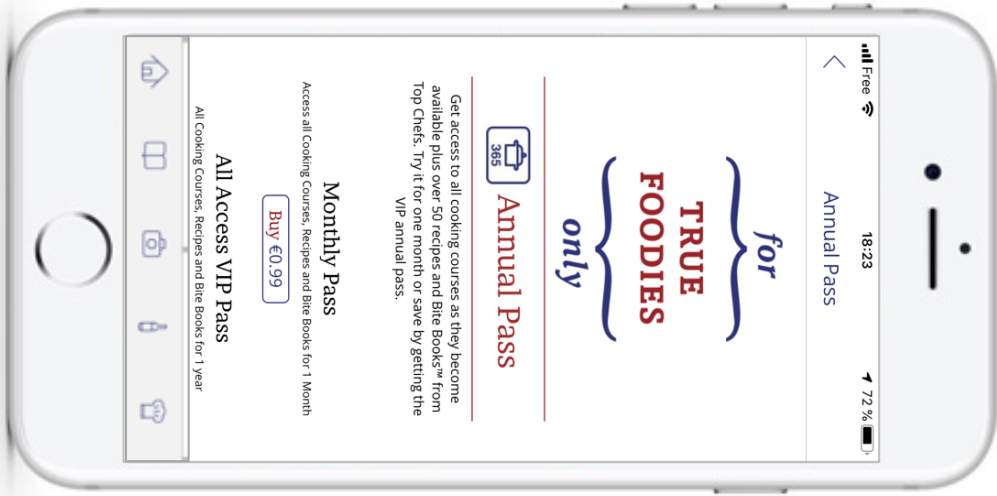 Free 18:23 72 %
Annual Pass
for
TRUE
FOODIES
only
365 Annual Pass
Get access to all cooking courses as they become
available plus over 50 recipes and Bite Books™ from
Top Chefs. Try it for one month or save by getting the
VIP annual pass.
Monthly Pass
Access all Cooking Courses, Recipes and Bite Books for 1 Month
Buy €0.99
All Access VIP Pass
All Cooking Courses, Recipes and Bite Books for 1 year